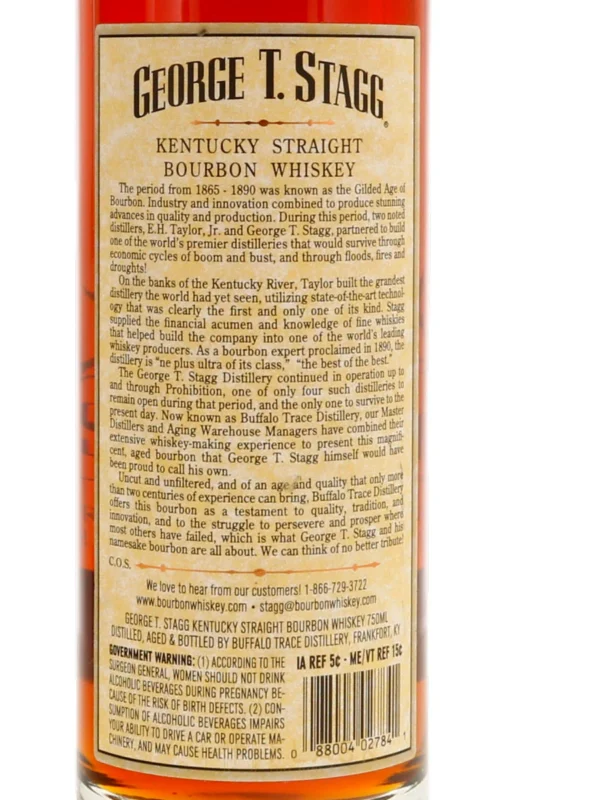 GEORGE T. STAGG
KENTUCKY STRAIGHT
BOURBON WHISKEY
The period from 1865 - 1890 was known as the Gilded Age of
Bourbon. Industry and innovation combined to produce stunning
advances in quality and production. During this period, two noted
distillers, E.H. Taylor, Jr. and George T. Stagg, partnered to build
one of the world's premier distilleries that would survive through
economic cycles of boom and bust, and through floods, fires and
droughts!
On the banks of the Kentucky River, Taylor built the grandest
distillery the world had yet seen, utilizing state-of-the-art technol-
ogy that was clearly the first and only one of its kind. Stagg
supplied the financial acumen and knowledge of fine whiskies
that helped build the company into one of the world's leading
whiskey producers. As a bourbon expert proclaimed in 1890, the
distillery is "ne plus ultra of its class," "the best of the best."
The George T. Stagg Distillery continued in operation up to
and through Prohibition, one of only four such distilleries to
remain open during that period, and the only one to survive to the
present day. Now known as Buffalo Trace Distillery, our Master
Distillers and Aging Warehouse Managers have combined their
extensive whiskey-making experience to present this magnifi-
cent, aged bourbon that George T. Stagg himself would have
been proud to call his own.
Uncut and unfiltered, and of an age and quality that only more
than two centuries of experience can bring, Buffalo Trace Distillery
offers this bourbon as a testament to quality, tradition, and
innovation, and to the struggle to persevere and prosper where
most others have failed, which is what George T. Stagg and his
namesake bourbon are all about. We can think of no better tribute!
C.O.S.
We love to hear from our customers! 1-866-729-3722
www.bourbonwhiskey.com • stagg@bourbonwhiskey.com
GEORGE T. STAGG KENTUCKY STRAIGHT BOURBON WHISKEY 750ML
DISTILLED, AGED & BOTTLED BY BUFFALO TRACE DISTILLERY, FRANKFORT, KY
GOVERNMENT WARNING: (1) ACCORDING TO THE
SURGEON GENERAL, WOMEN SHOULD NOT DRINK
ALCOHOLIC BEVERAGES DURING PREGNANCY BE-
CAUSE OF THE RISK OF BIRTH DEFECTS. (2) CON-
SUMPTION OF ALCOHOLIC BEVERAGES IMPAIRS
YOUR ABILITY TO DRIVE A CAR OR OPERATE MA-
CHINERY, AND MAY CAUSE HEALTH PROBLEMS.
IA REF 5¢ - ME/VT REF 15¢
0 88004 02784 1